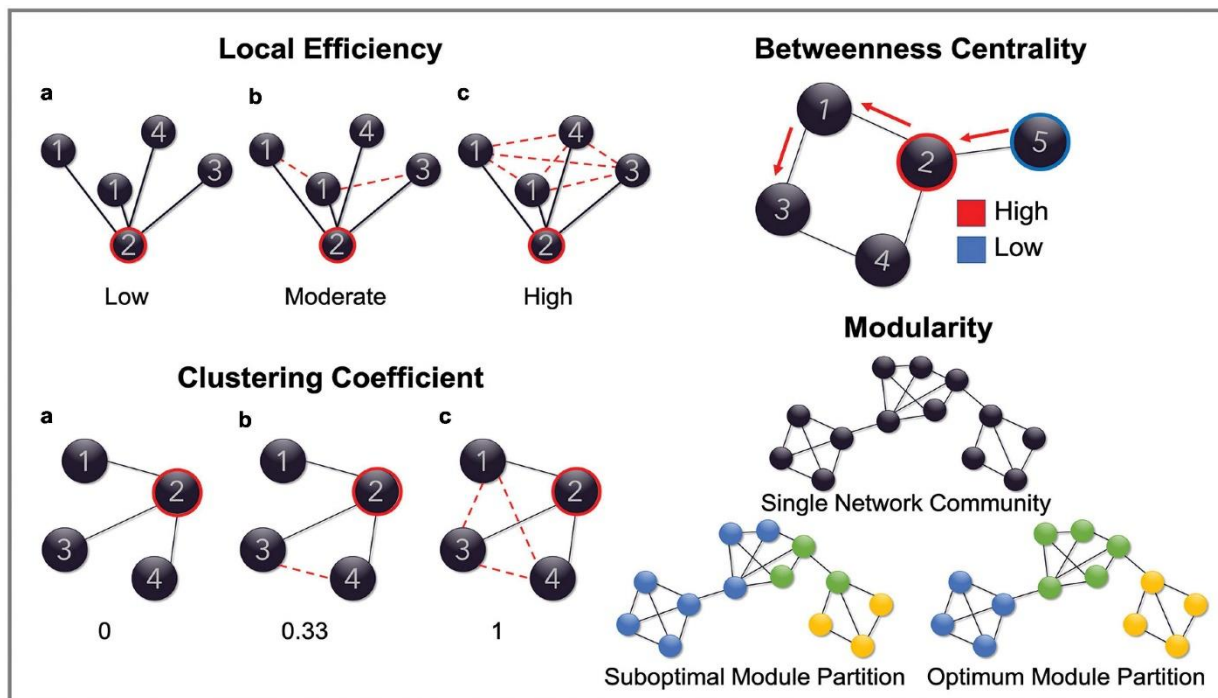 Local Efficiency
a
b
c
1
4
3
1
2
1
4
3
1
2
1
4
3
1
2
Low
Moderate
High
Clustering Coefficient
a
b
c
1
2
3
4
1
2
3
4
1
2
3
4
0
0.33
1
Betweenness Centrality
1
2
5
3
4
High
Low
Modularity
Single Network Community
Suboptimal Module Partition
Optimum Module Partition